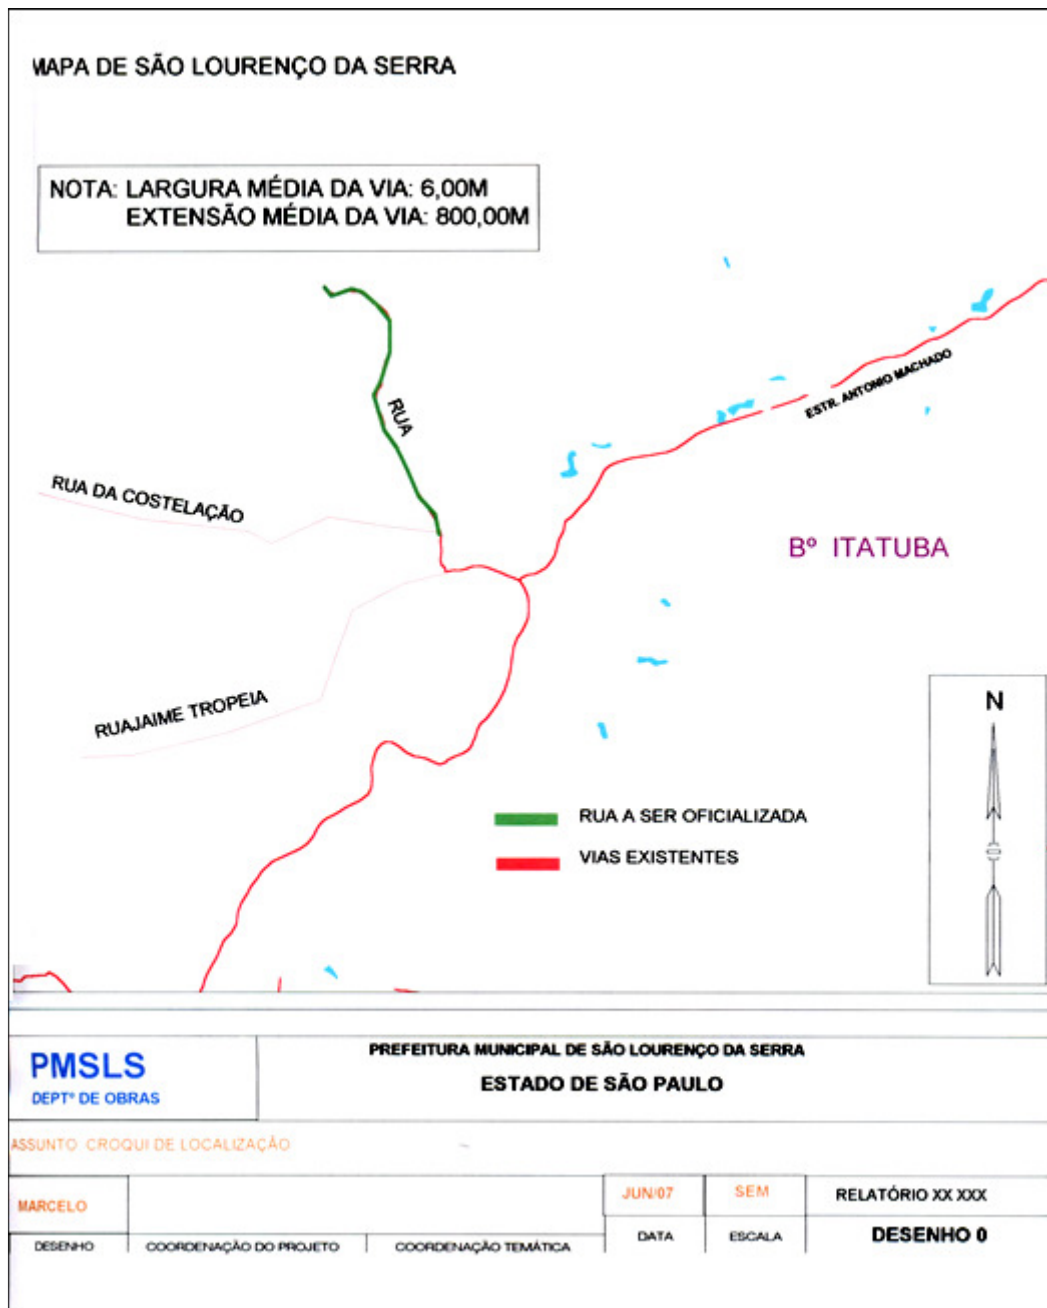 MAPA DE SÃO LOURENÇO DA SERRA
NOTA: LARGURA MÉDIA DA VIA: 6,00M
EXTENSÃO MÉDIA DA VIA: 800,00M
ESTR. ANTONIO MACHADO
RUA
RUA DA COSTELAÇÃO
Bº ITATUBA
RUAJAIME TROPEIA
N
RUA A SER OFICIALIZADA
VIAS EXISTENTES
PMSLS
DEPTº DE OBRAS
PREFEITURA MUNICIPAL DE SÃO LOURENÇO DA SERRA
ESTADO DE SÃO PAULO
ASSUNTO CROQUI DE LOCALIZAÇÃO
MARCELO
JUN/07
SEM
RELATÓRIO XX XXX
DESENHO
COORDENAÇÃO DO PROJETO
COORDENAÇÃO TEMÁTICA
DATA
ESCALA
DESENHO 0